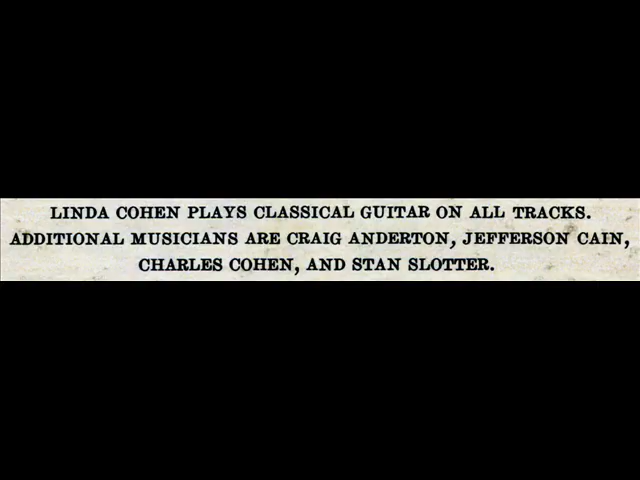 LINDA COHEN PLAYS CLASSICAL GUITAR ON ALL TRACKS.
ADDITIONAL MUSICIANS ARE CRAIG ANDERTON, JEFFERSON CAIN,
CHARLES COHEN, AND STAN SLOTTER.